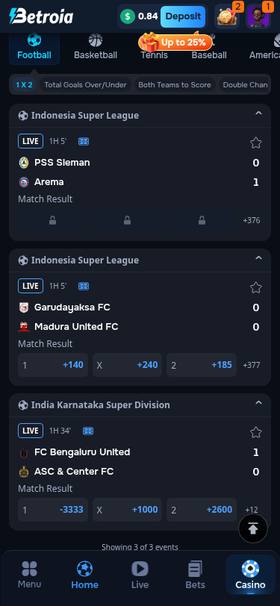 Betroia
$ 0.84 Deposit
2
1
Up to 25%
Football
Basketball
Tennis
Baseball
America
1 X 2
Total Goals Over/Under
Both Teams to Score
Double Chan
Indonesia Super League
LIVE 1H 5'
PSS Sleman 0
Arema 1
Match Result
+376
Indonesia Super League
LIVE 1H 5'
Garudayaksa FC 0
Madura United FC 0
Match Result
1 +140 X +240 2 +185 +377
India Karnataka Super Division
LIVE 1H 34'
FC Bengaluru United 1
ASC & Center FC 0
Match Result
1 -3333 X +1000 2 +2600 +12
Showing 3 of 3 events
Menu
Home
Live
Bets
Casino